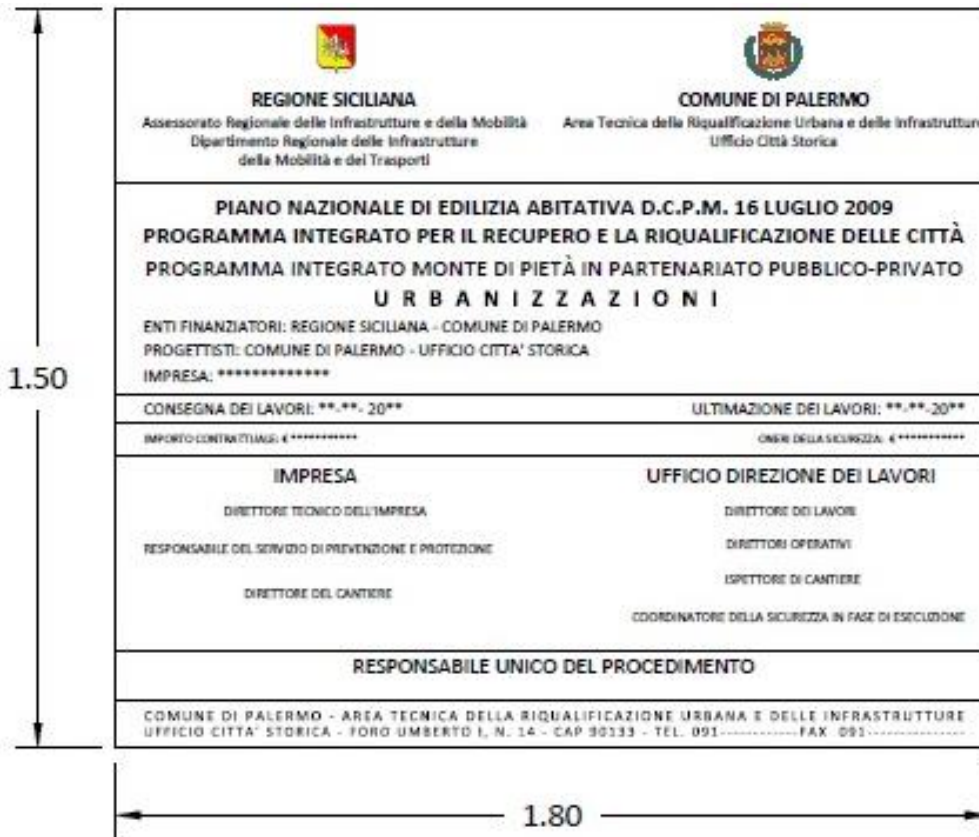 REGIONE SICILIANA
Assessorato Regionale delle Infrastrutture e della Mobilità
Dipartimento Regionale delle Infrastrutture
della Mobilità e dei Trasporti
COMUNE DI PALERMO
Area Tecnica della Riqualificazione Urbana e delle Infrastrutture
Ufficio Città Storica
PIANO NAZIONALE DI EDILIZIA ABITATIVA D.C.P.M. 16 LUGLIO 2009
PROGRAMMA INTEGRATO PER IL RECUPERO E LA RIQUALIFICAZIONE DELLE CITTÀ
PROGRAMMA INTEGRATO MONTE DI PIETÀ IN PARTENARIATO PUBBLICO-PRIVATO
U R B A N I Z Z A Z I O N I
ENTI FINANZIATORI: REGIONE SICILIANA - COMUNE DI PALERMO
PROGETTISTI: COMUNE DI PALERMO - UFFICIO CITTA' STORICA
IMPRESA: *************
CONSEGNA DEI LAVORI: **-**- 20** ULTIMAZIONE DEI LAVORI: **-**-20**
IMPORTO CONTRATTUALE: € *********** ONERI DELLA SICUREZZA: € ***********
IMPRESA
DIRETTORE TECNICO DELL'IMPRESA
RESPONSABILE DEL SERVIZIO DI PREVENZIONE E PROTEZIONE
DIRETTORE DEL CANTIERE
UFFICIO DIREZIONE DEI LAVORI
DIRETTORE DEI LAVORI
DIRETTORI OPERATIVI
ISPETTORE DI CANTIERE
COORDINATORE DELLA SICUREZZA IN FASE DI ESECUZIONE
RESPONSABILE UNICO DEL PROCEDIMENTO
COMUNE DI PALERMO - AREA TECNICA DELLA RIQUALIFICAZIONE URBANA E DELLE INFRASTRUTTURE
UFFICIO CITTA' STORICA - FORO UMBERTO I, N. 14 - CAP 90133 - TEL. 091------------FAX 091---------------
1.50
1.80